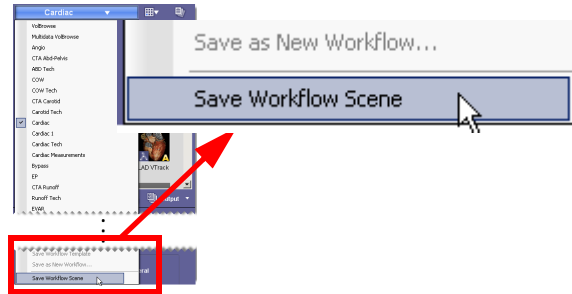 Cardiac
VolBrowse
Multidata VolBrowse
Angio
CTA Abd-Pelvis
ABD Tech
COW
COW Tech
CTA Carotid
Carotid Tech
Cardiac
Cardiac 1
Cardiac Tech
Cardiac Measurements
Bypass
EP
CTA Runoff
Runoff Tech
EVAR
LAD VTrack
Save as New Workflow...
Save Workflow Scene
Save Workflow Template
Save as New Workflow...
Save Workflow Scene